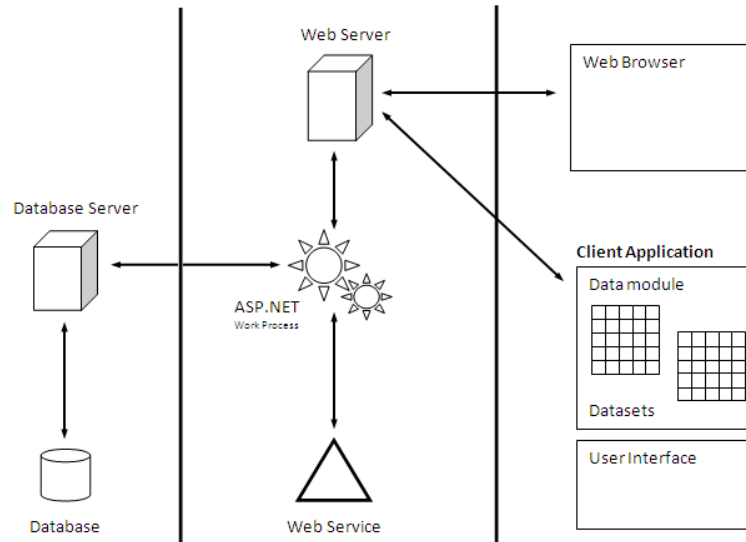 Web Server
Web Browser
Database Server
Client Application
Data module
ASP.NET
Work Process
Datasets
User Interface
Database
Web Service